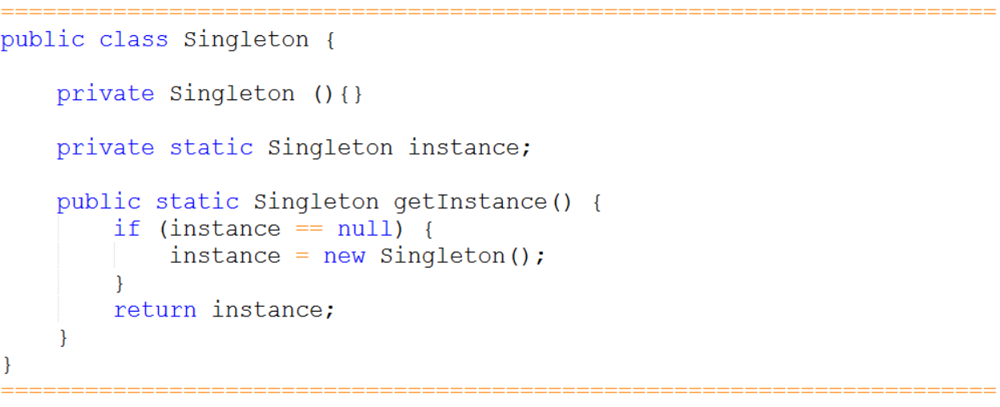 ======================================================================
public class Singleton {
    private Singleton (){}
    private static Singleton instance;
    public static Singleton getInstance() {
        if (instance == null) {
            instance = new Singleton();
        }
        return instance;
    }
}
======================================================================